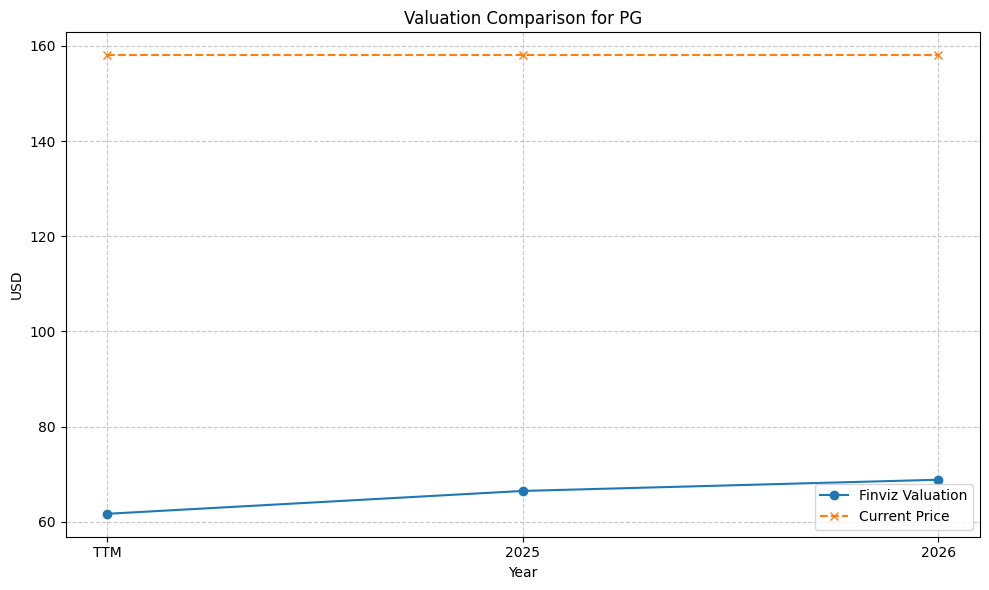 Valuation Comparison for PG
160
140
120
100
80
60
USD
TTM
2025
2026
Year
Finviz Valuation
Current Price